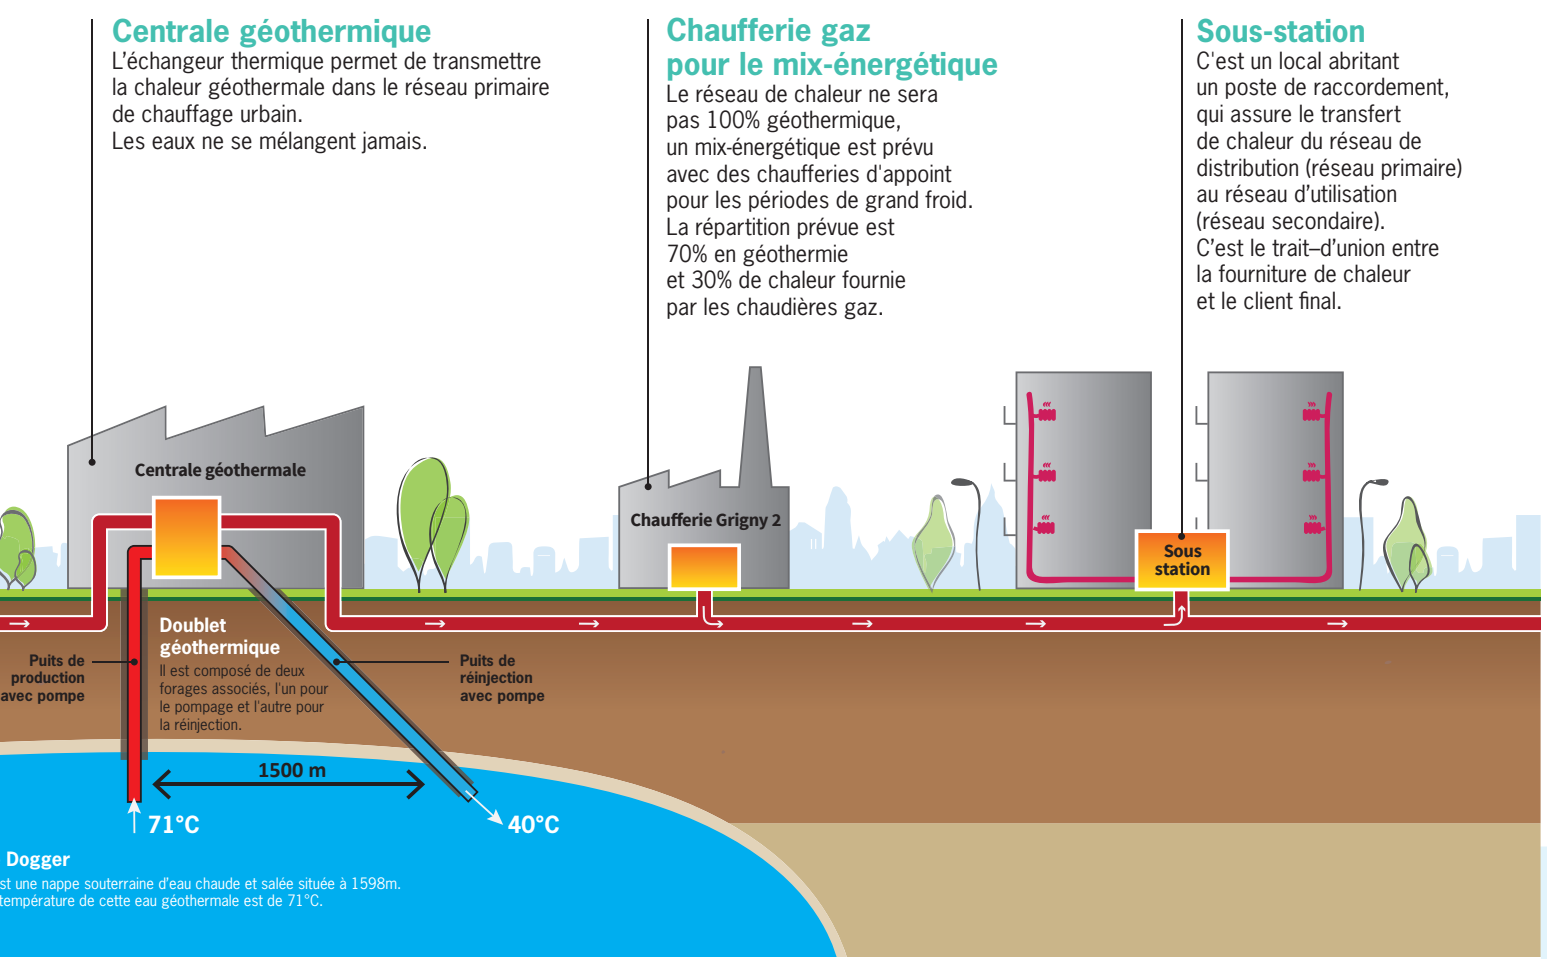 Centrale géothermique
L'échangeur thermique permet de transmettre
la chaleur géothermale dans le réseau primaire
de chauffage urbain.
Les eaux ne se mélangent jamais.
Chaufferie gaz
pour le mix-énergétique
Le réseau de chaleur ne sera
pas 100% géothermique,
un mix-énergétique est prévu
avec des chaufferies d'appoint
pour les périodes de grand froid.
La répartition prévue est
70% en géothermie
et 30% de chaleur fournie
par les chaudières gaz.
Sous-station
C'est un local abritant
un poste de raccordement,
qui assure le transfert
de chaleur du réseau de
distribution (réseau primaire)
au réseau d’utilisation
(réseau secondaire).
C’est le trait–d’union entre
la fourniture de chaleur
et le client final.
Centrale géothermale
Chaufferie Grigny 2
Sous
station
Doublet
géothermique
Il est composé de deux
forages associés, l'un pour
le pompage et l'autre pour
la réinjection.
Puits de
production
avec pompe
Puits de
réinjection
avec pompe
1500 m
71°C
40°C
Dogger
st une nappe souterraine d'eau chaude et salée située à 1598m.
température de cette eau géothermale est de 71°C.